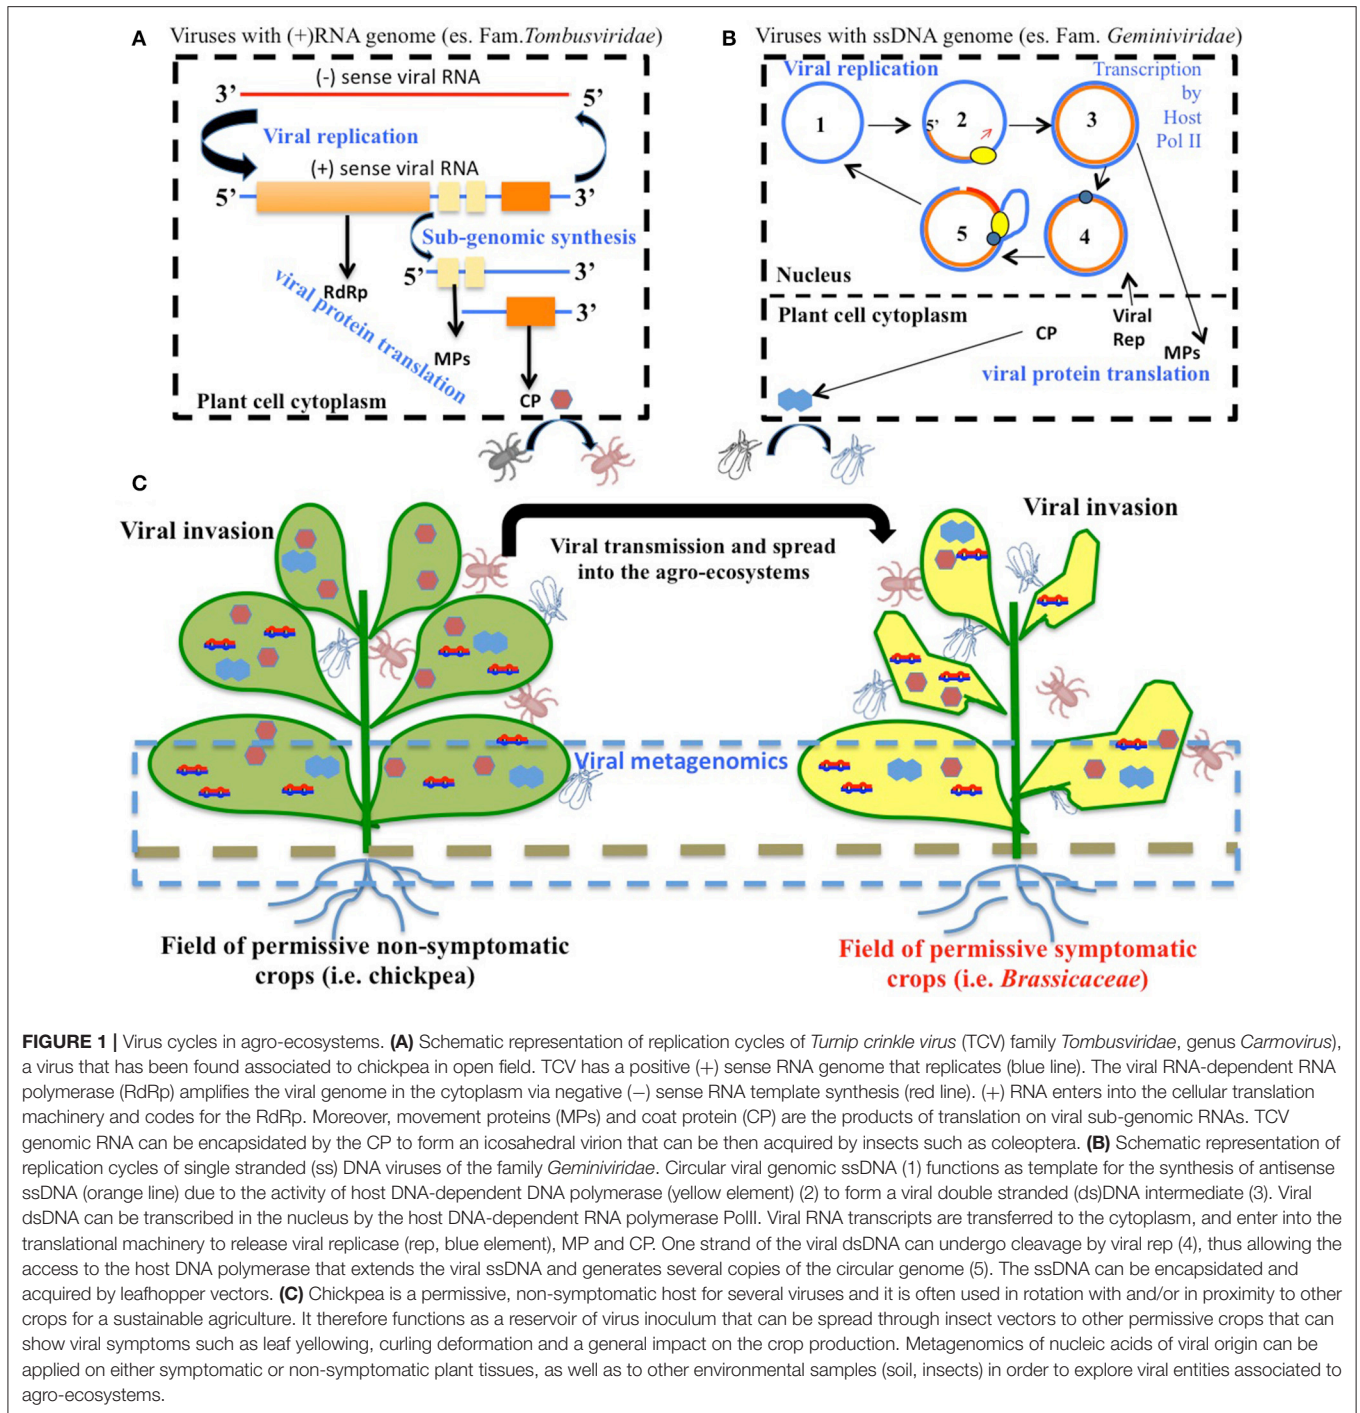 A Viruses with (+)RNA genome (es. Fam.Tombusviridae)
(-) sense viral RNA
3’ 5’
Viral replication
(+) sense viral RNA
5’ 3’
Sub-genomic synthesis
5’ 3’
RdRp
3’
viral protein translation
MPs
CP
Plant cell cytoplasm
B Viruses with ssDNA genome (es. Fam. Geminiviridae)
Viral replication
Transcription
by
Host
Pol II
1
5’ 2
3
5
4
Nucleus
Plant cell cytoplasm
CP
Viral
Rep
MPs
viral protein translation
C
Viral invasion
Viral transmission and spread
into the agro-ecosystems
Viral invasion
Viral metagenomics
Field of permissive non-symptomatic
crops (i.e. chickpea)
Field of permissive symptomatic
crops (i.e. Brassicaceae)
FIGURE 1 | Virus cycles in agro-ecosystems. (A) Schematic representation of replication cycles of Turnip crinkle virus (TCV) family Tombusviridae, genus Carmovirus),
a virus that has been found associated to chickpea in open field. TCV has a positive (+) sense RNA genome that replicates (blue line). The viral RNA-dependent RNA
polymerase (RdRp) amplifies the viral genome in the cytoplasm via negative (−) sense RNA template synthesis (red line). (+) RNA enters into the cellular translation
machinery and codes for the RdRp. Moreover, movement proteins (MPs) and coat protein (CP) are the products of translation on viral sub-genomic RNAs. TCV
genomic RNA can be encapsidated by the CP to form an icosahedral virion that can be then acquired by insects such as coleoptera. (B) Schematic representation of
replication cycles of single stranded (ss) DNA viruses of the family Geminiviridae. Circular viral genomic ssDNA (1) functions as template for the synthesis of antisense
ssDNA (orange line) due to the activity of host DNA-dependent DNA polymerase (yellow element) (2) to form a viral double stranded (ds)DNA intermediate (3). Viral
dsDNA can be transcribed in the nucleus by the host DNA-dependent RNA polymerase PolII. Viral RNA transcripts are transferred to the cytoplasm, and enter into the
translational machinery to release viral replicase (rep, blue element), MP and CP. One strand of the viral dsDNA can undergo cleavage by viral rep (4), thus allowing the
access to the host DNA polymerase that extends the viral ssDNA and generates several copies of the circular genome (5). The ssDNA can be encapsidated and
acquired by leafhopper vectors. (C) Chickpea is a permissive, non-symptomatic host for several viruses and it is often used in rotation with and/or in proximity to other
crops for a sustainable agriculture. It therefore functions as a reservoir of virus inoculum that can be spread through insect vectors to other permissive crops that can
show viral symptoms such as leaf yellowing, curling deformation and a general impact on the crop production. Metagenomics of nucleic acids of viral origin can be
applied on either symptomatic or non-symptomatic plant tissues, as well as to other environmental samples (soil, insects) in order to explore viral entities associated to
agro-ecosystems.